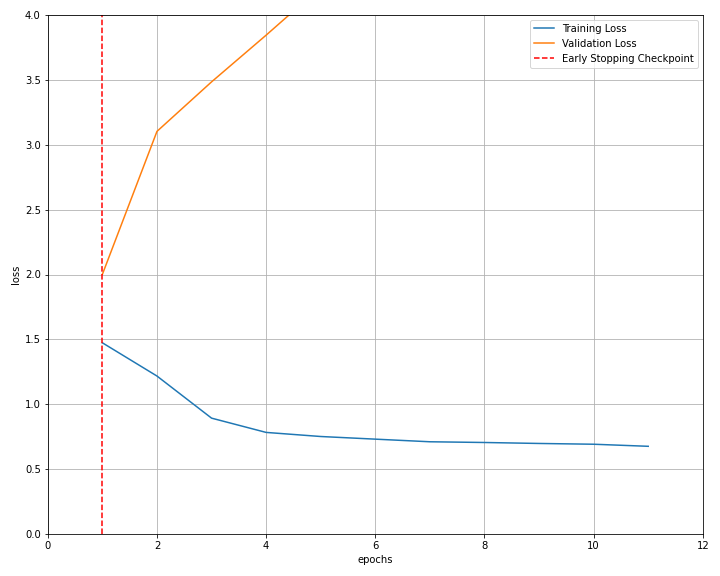 Training Loss
Validation Loss
Early Stopping Checkpoint
4.0
3.5
3.0
2.5
2.0
1.5
1.0
0.5
0.0
loss
0 2 4 6 8 10 12
epochs